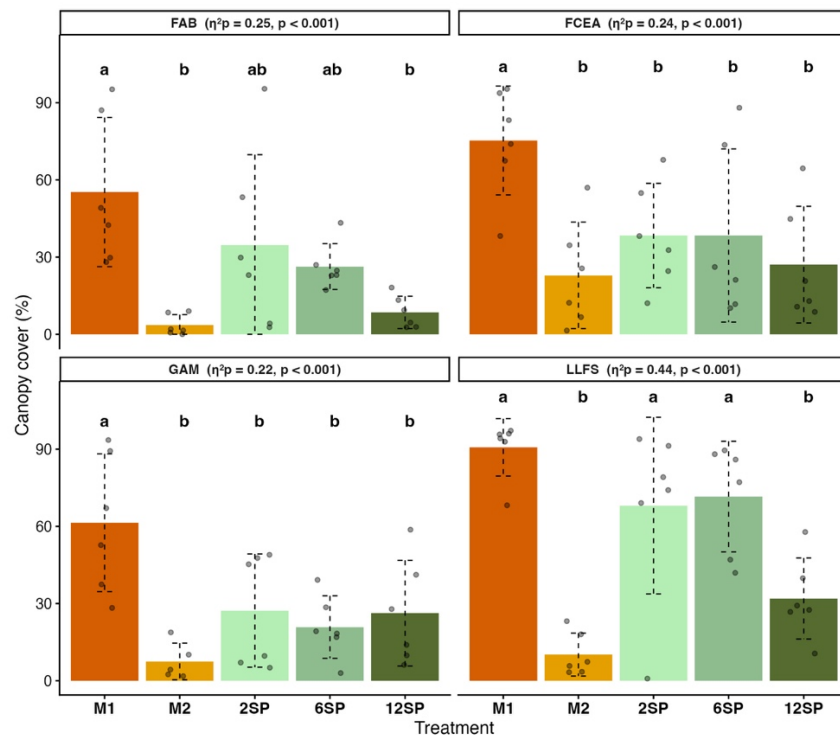 FAB (η²p = 0.25, p < 0.001)
FCEA (η²p = 0.24, p < 0.001)
a b ab ab b
a b b b b
90
60
30
0
GAM (η²p = 0.22, p < 0.001)
LLFS (η²p = 0.44, p < 0.001)
a b b b b
a b a a b
90
60
30
0
Canopy cover (%)
M1 M2 2SP 6SP 12SP
M1 M2 2SP 6SP 12SP
Treatment